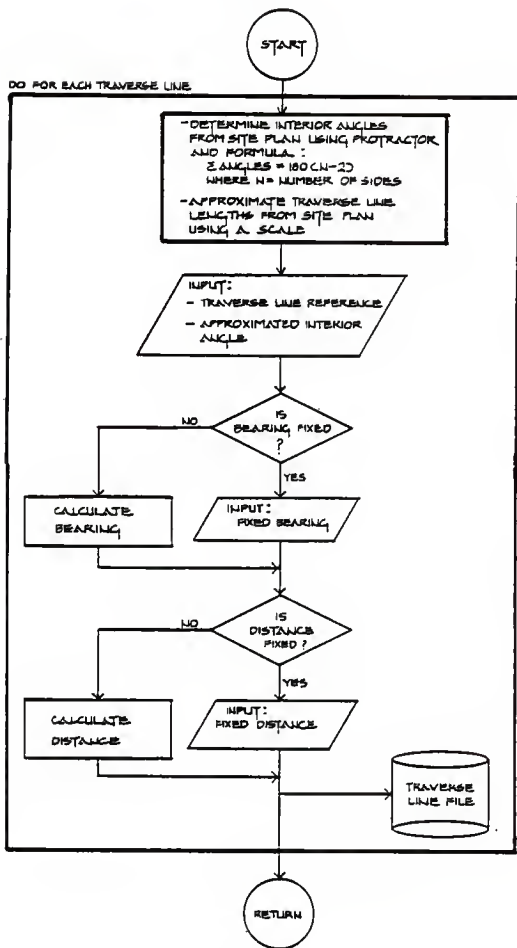 START
DO FOR EACH TRAVERSE LINE
- DETERMINE INTERIOR ANGLES
FROM SITE PLAN USING PROTRACTOR
AND FORMULA :
Σ ANGLES = 180 (N-2)
WHERE N = NUMBER OF SIDES
- APPROXIMATE TRAVERSE LINE
LENGTHS FROM SITE PLAN
USING A SCALE
INPUT:
- TRAVERSE LINE REFERENCE
- APPROXIMATED INTERIOR
ANGLE
IS
BEARING FIXED
?
NO
YES
CALCULATE
BEARING
INPUT:
FIXED BEARING
IS
DISTANCE
FIXED ?
NO
YES
CALCULATE
DISTANCE
INPUT:
FIXED DISTANCE
TRAVERSE
LINE FILE
RETURN